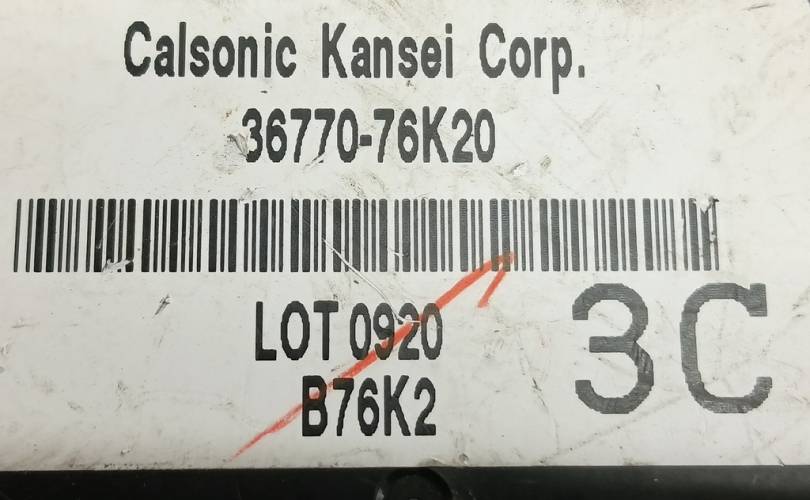 Calsonic Kansei Corp.
36770-76K20
LOT 0920
B76K2
3C